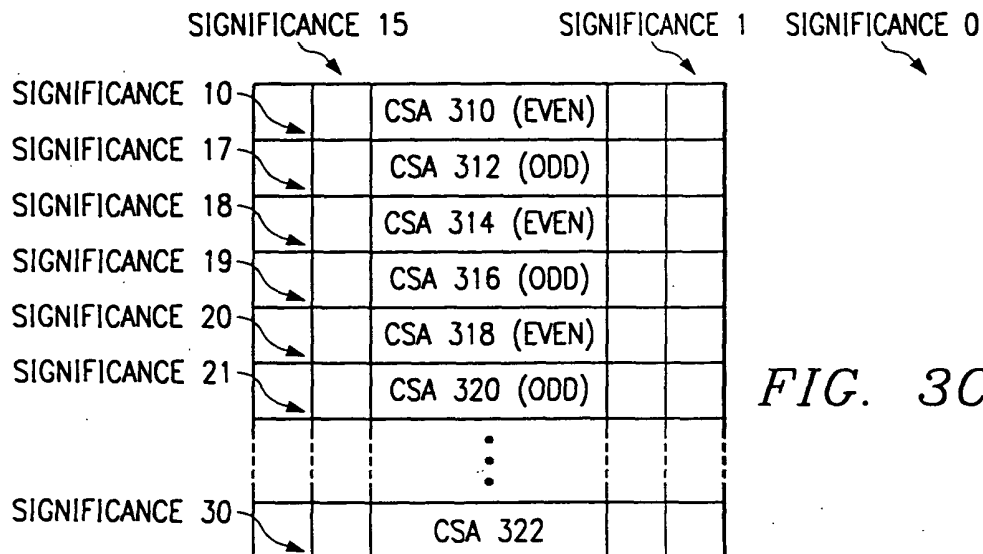 SIGNIFICANCE 15 SIGNIFICANCE 1 SIGNIFICANCE 0
SIGNIFICANCE 10 CSA 310 (EVEN)
SIGNIFICANCE 17 CSA 312 (ODD)
SIGNIFICANCE 18 CSA 314 (EVEN)
SIGNIFICANCE 19 CSA 316 (ODD)
SIGNIFICANCE 20 CSA 318 (EVEN)
SIGNIFICANCE 21 CSA 320 (ODD)
FIG. 3C
SIGNIFICANCE 30 CSA 322